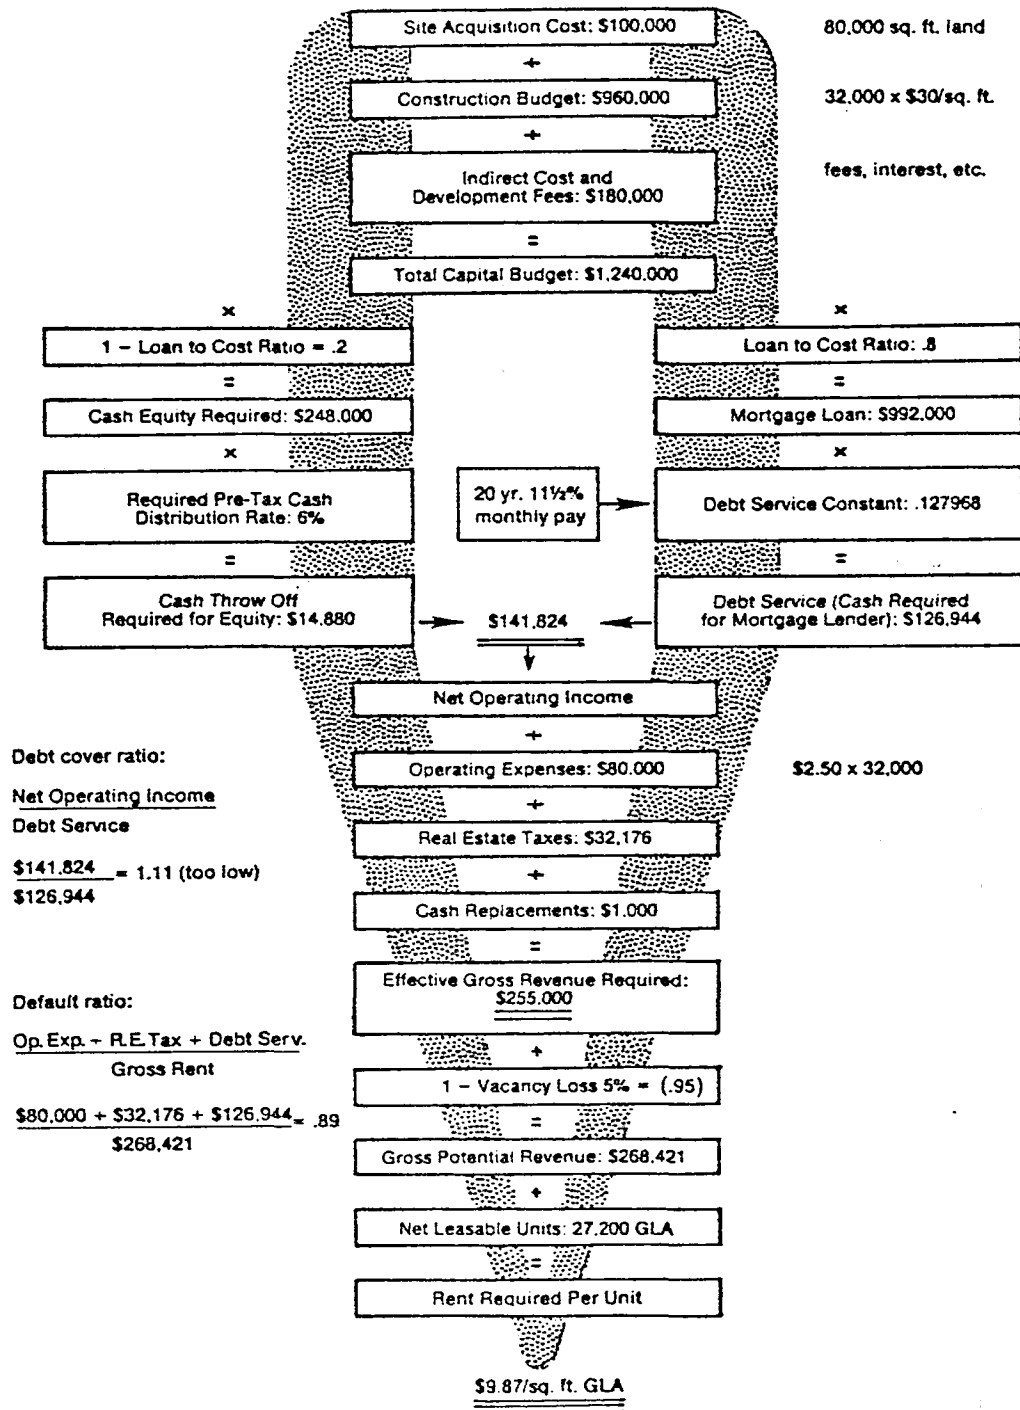 Site Acquisition Cost: $100,000
80,000 sq. ft. land
+
Construction Budget: $960,000
32,000 x $30/sq. ft.
+
Indirect Cost and
Development Fees: $180,000
fees, interest, etc.
=
Total Capital Budget: $1,240,000
×
×
1 – Loan to Cost Ratio = .2
Loan to Cost Ratio: .8
=
=
Cash Equity Required: $248,000
Mortgage Loan: $992,000
×
×
Required Pre-Tax Cash
Distribution Rate: 6%
20 yr. 11½%
monthly pay
Debt Service Constant: .127968
=
=
Cash Throw Off
Required for Equity: $14,880
$141,824
Debt Service (Cash Required
for Mortgage Lender): $126,944
Net Operating Income
+
Debt cover ratio:
Operating Expenses: $80,000
$2.50 x 32,000
Net Operating Income
Debt Service
+
Real Estate Taxes: $32,176
$141,824 = 1.11 (too low)
$126,944
+
Cash Replacements: $1,000
=
Effective Gross Revenue Required:
$255,000
Default ratio:
Op. Exp. + R.E. Tax + Debt Serv.
Gross Rent
+
1 – Vacancy Loss 5% = (.95)
$80,000 + $32,176 + $126,944 = .89
$268,421
=
Gross Potential Revenue: $268,421
+
Net Leasable Units: 27,200 GLA
=
Rent Required Per Unit
$9.87/sq. ft. GLA